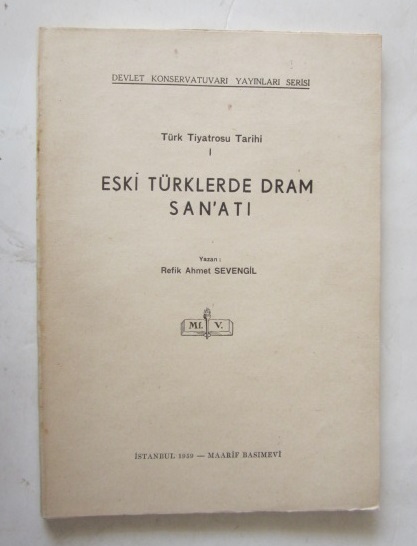 DEVLET KONSERVATUVARI YAYINLARI SERİSİ
Türk Tiyatrosu Tarihi
I
ESKİ TÜRKLERDE DRAM
SAN'ATI
Yazan :
Refik Ahmet SEVENGİL
Mf. V.
İSTANBUL 1959 — MAARİF BASIMEVİ